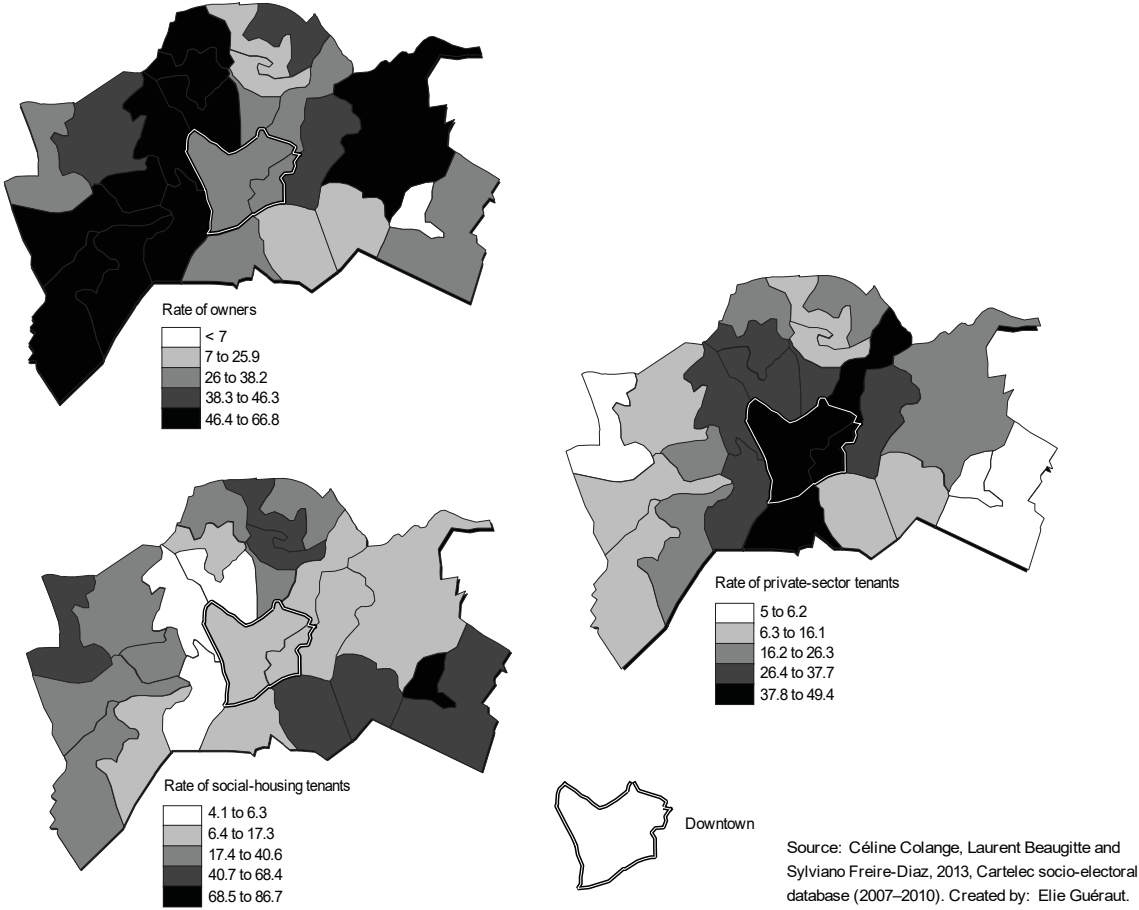 Rate of owners
< 7
7 to 25.9
26 to 38.2
38.3 to 46.3
46.4 to 66.8
Rate of private-sector tenants
5 to 6.2
6.3 to 16.1
16.2 to 26.3
26.4 to 37.7
37.8 to 49.4
Rate of social-housing tenants
4.1 to 6.3
6.4 to 17.3
17.4 to 40.6
40.7 to 68.4
68.5 to 86.7
Downtown
Source: Céline Colange, Laurent Beaugitte and
Sylviano Freire-Diaz, 2013, Cartelec socio-electoral
database (2007–2010). Created by: Elie Guéraut.